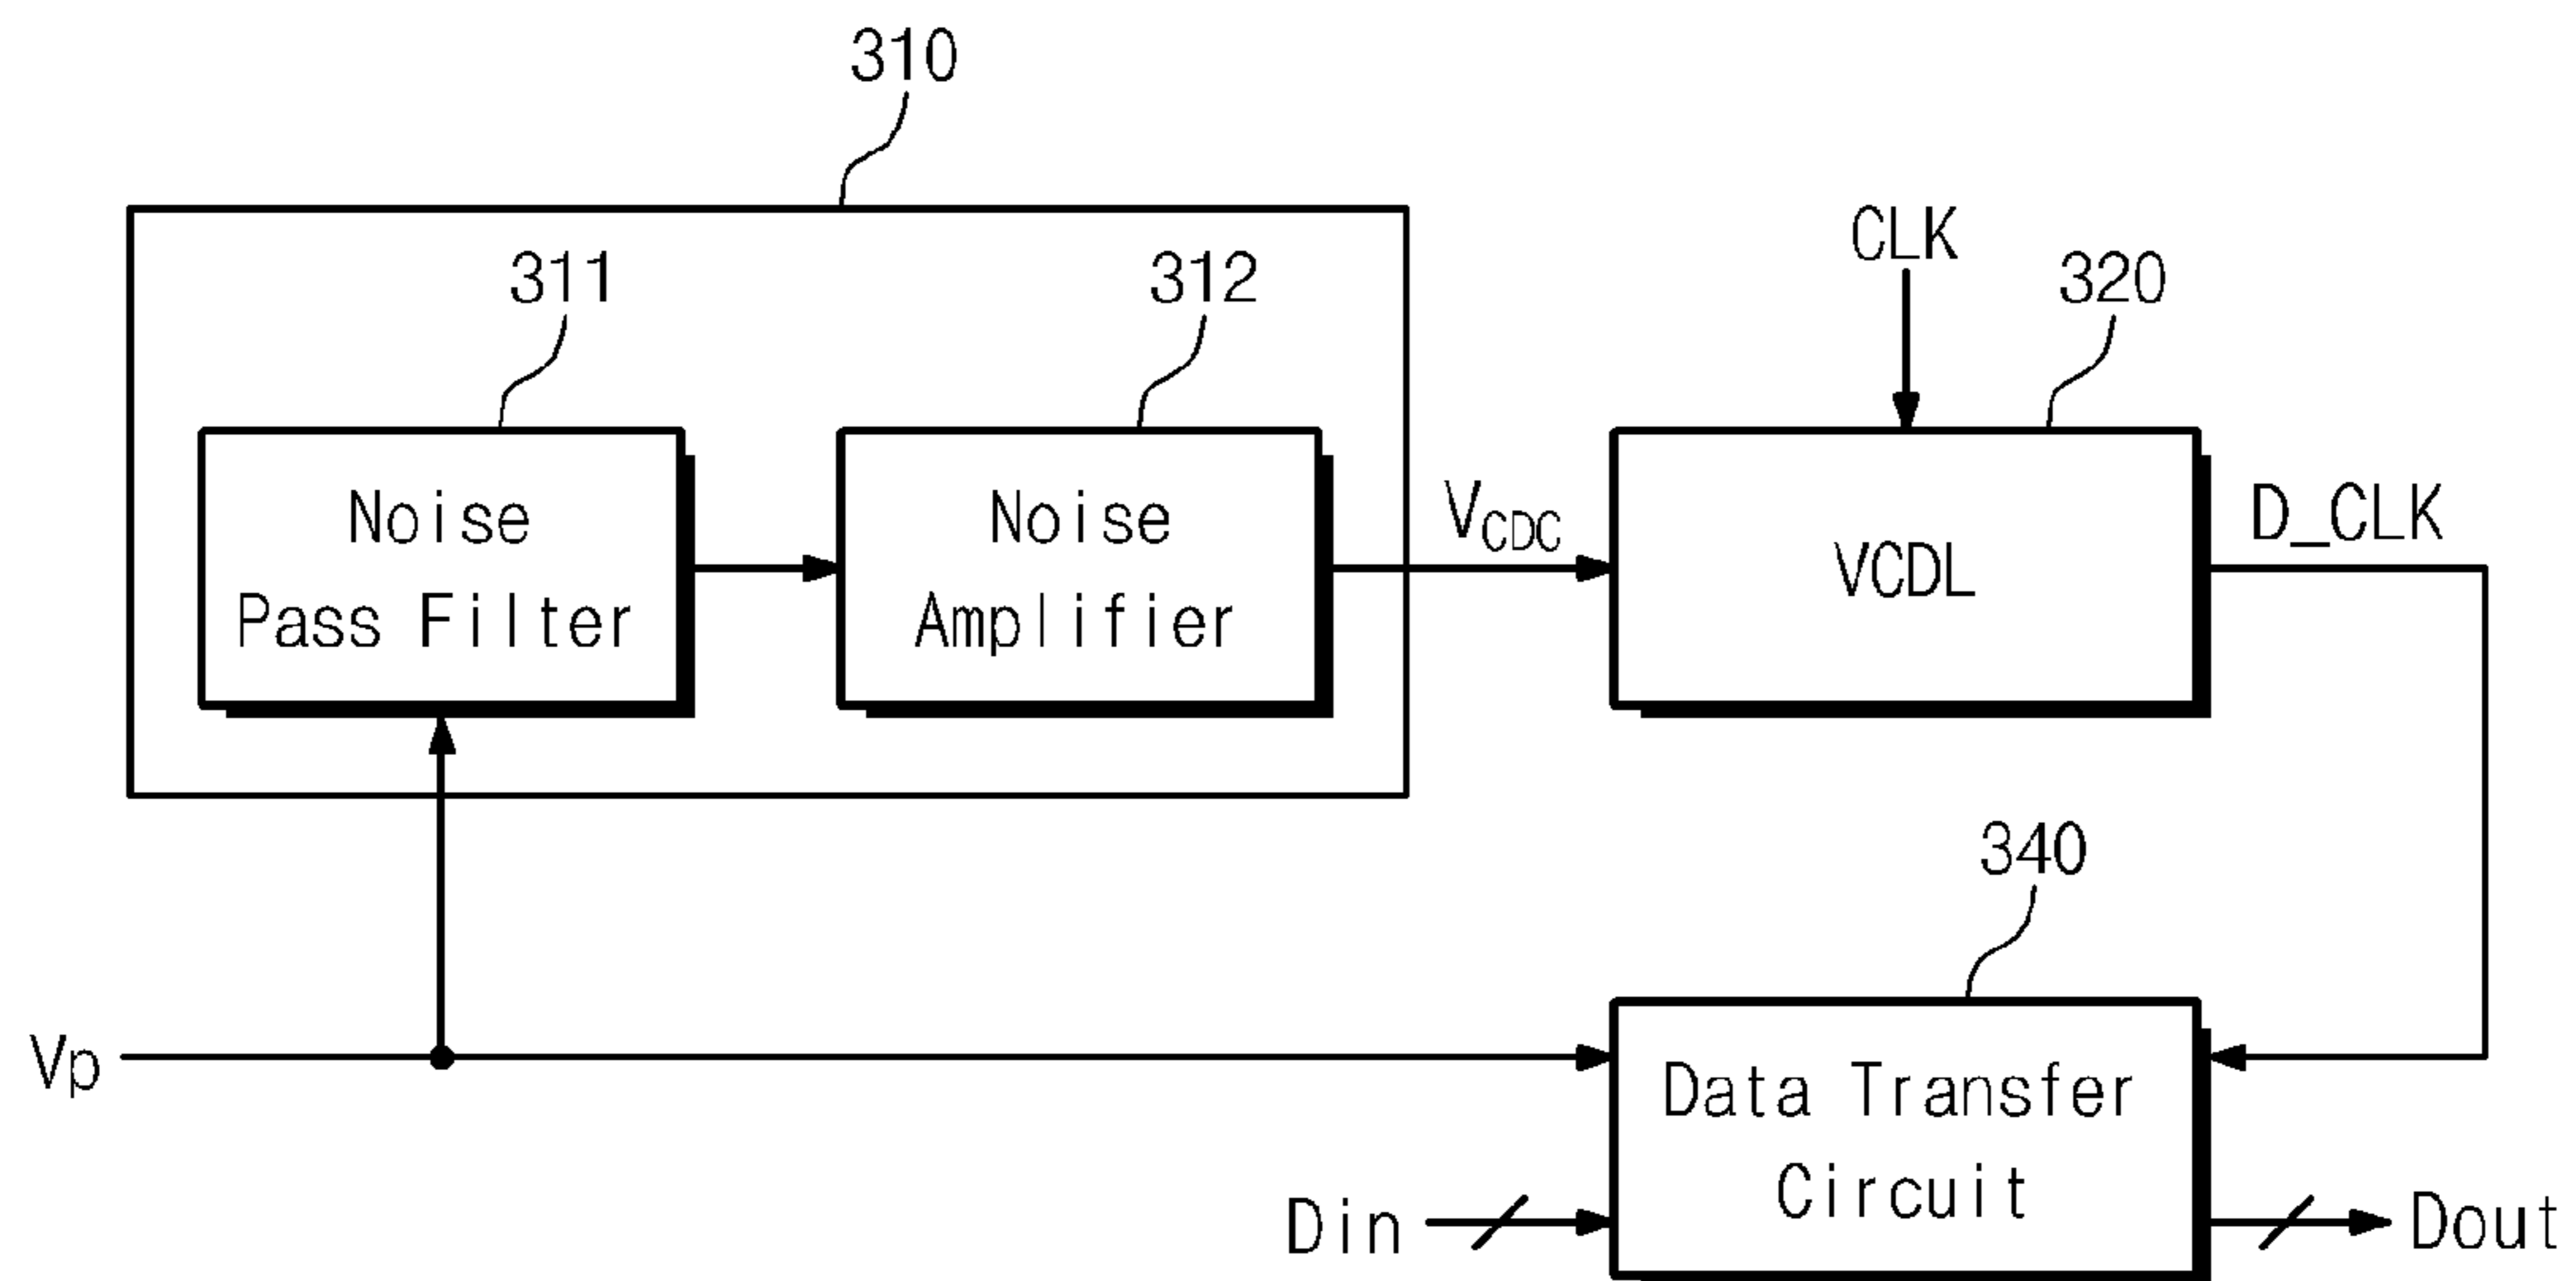 310
311
312
CLK
320
Noise
Pass Filter
Noise
Amplifier
V_CDC
VCDL
D_CLK
340
Vp
Data Transfer
Circuit
Din
Dout